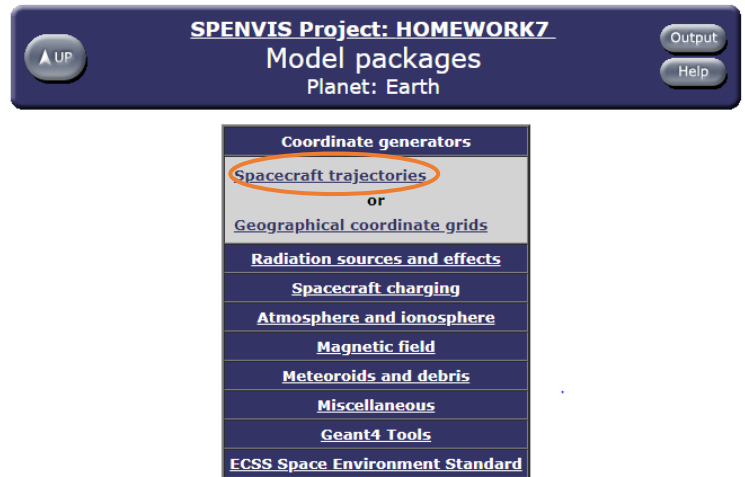 SPENVIS Project: HOMEWORK7
UP
Model packages
Planet: Earth
Output
Help
Coordinate generators
Spacecraft trajectories
or
Geographical coordinate grids
Radiation sources and effects
Spacecraft charging
Atmosphere and ionosphere
Magnetic field
Meteoroids and debris
Miscellaneous
Geant4 Tools
ECSS Space Environment Standard